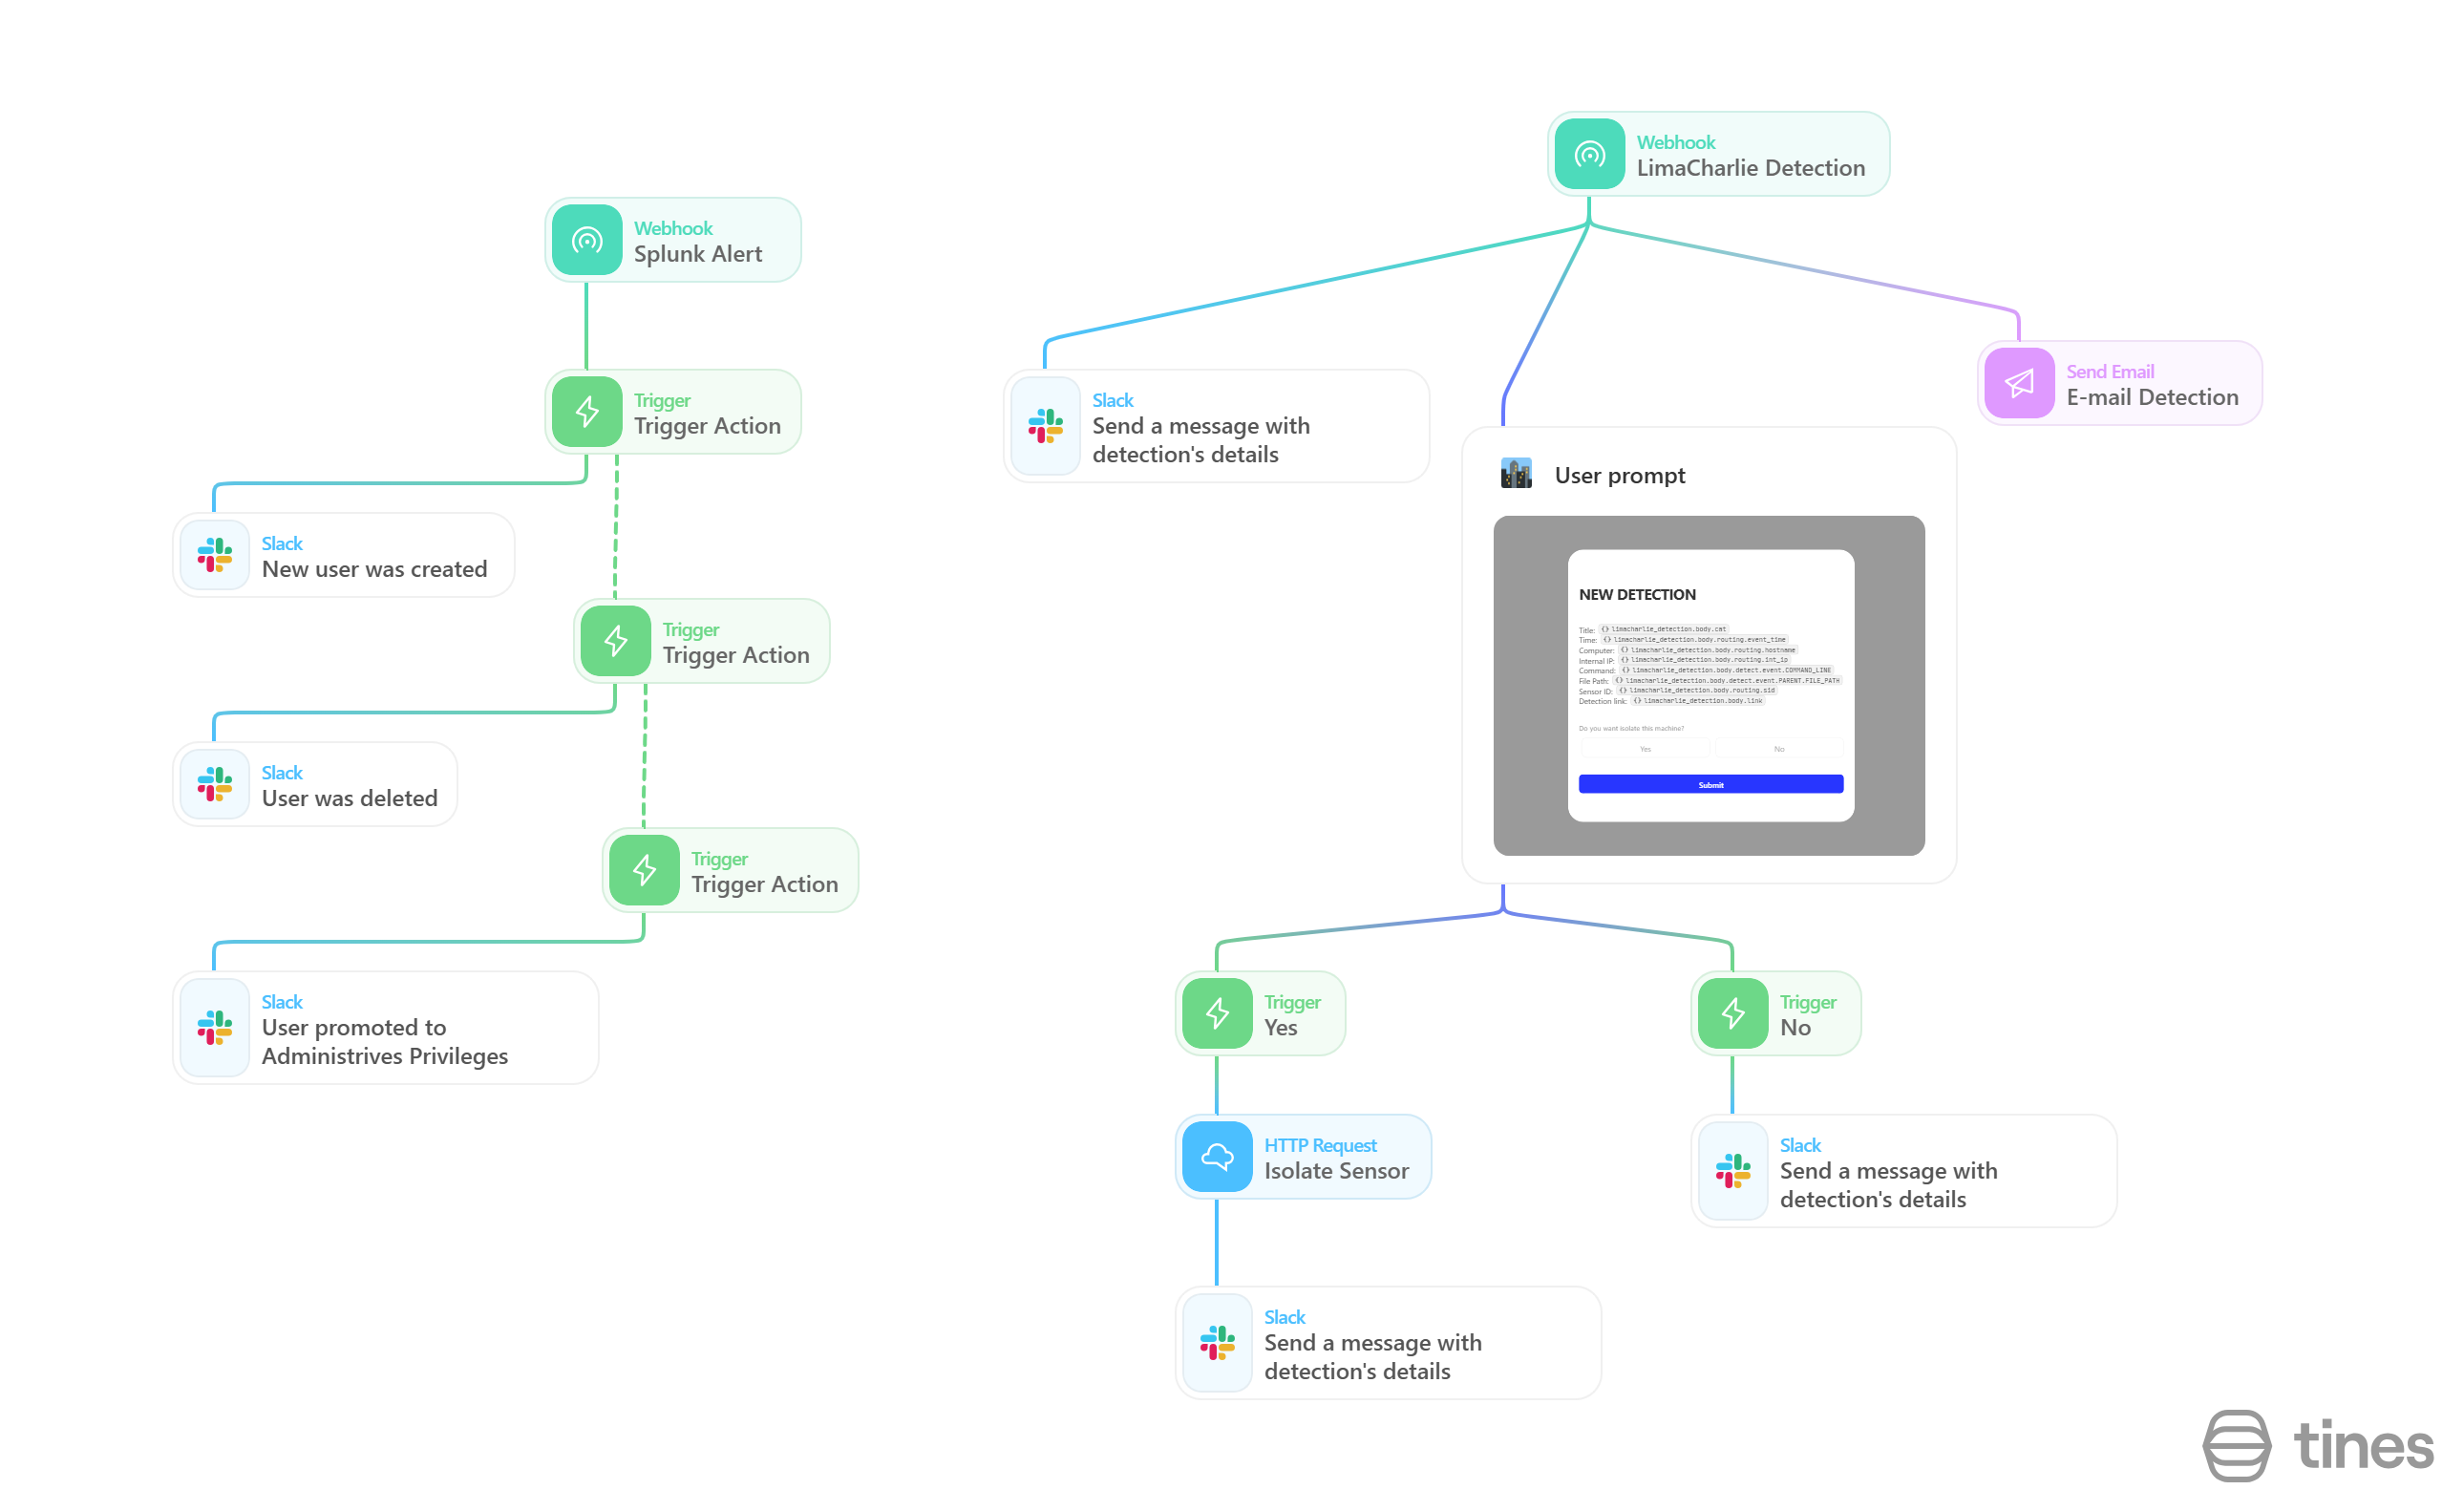 Webhook
Splunk Alert
Trigger
Trigger Action
Slack
New user was created
Trigger
Trigger Action
Slack
User was deleted
Trigger
Trigger Action
Slack
User promoted to
Administrives Privileges
Webhook
LimaCharlie Detection
Slack
Send a message with
detection's details
Send Email
E-mail Detection
User prompt
NEW DETECTION
Title: {} limacharlie_detection.body.cat
Time: {} limacharlie_detection.body.routing.event_time
Computer: {} limacharlie_detection.body.routing.hostname
Internal IP: {} limacharlie_detection.body.routing.int_ip
Command: {} limacharlie_detection.body.detect.event.COMMAND_LINE
File Path: {} limacharlie_detection.body.detect.event.PARENT.FILE_PATH
Sensor ID: {} limacharlie_detection.body.routing.sid
Detection link: {} limacharlie_detection.body.link
Do you want isolate this machine?
Yes No
Submit
Trigger
Yes
Trigger
No
HTTP Request
Isolate Sensor
Slack
Send a message with
detection's details
Slack
Send a message with
detection's details
tines